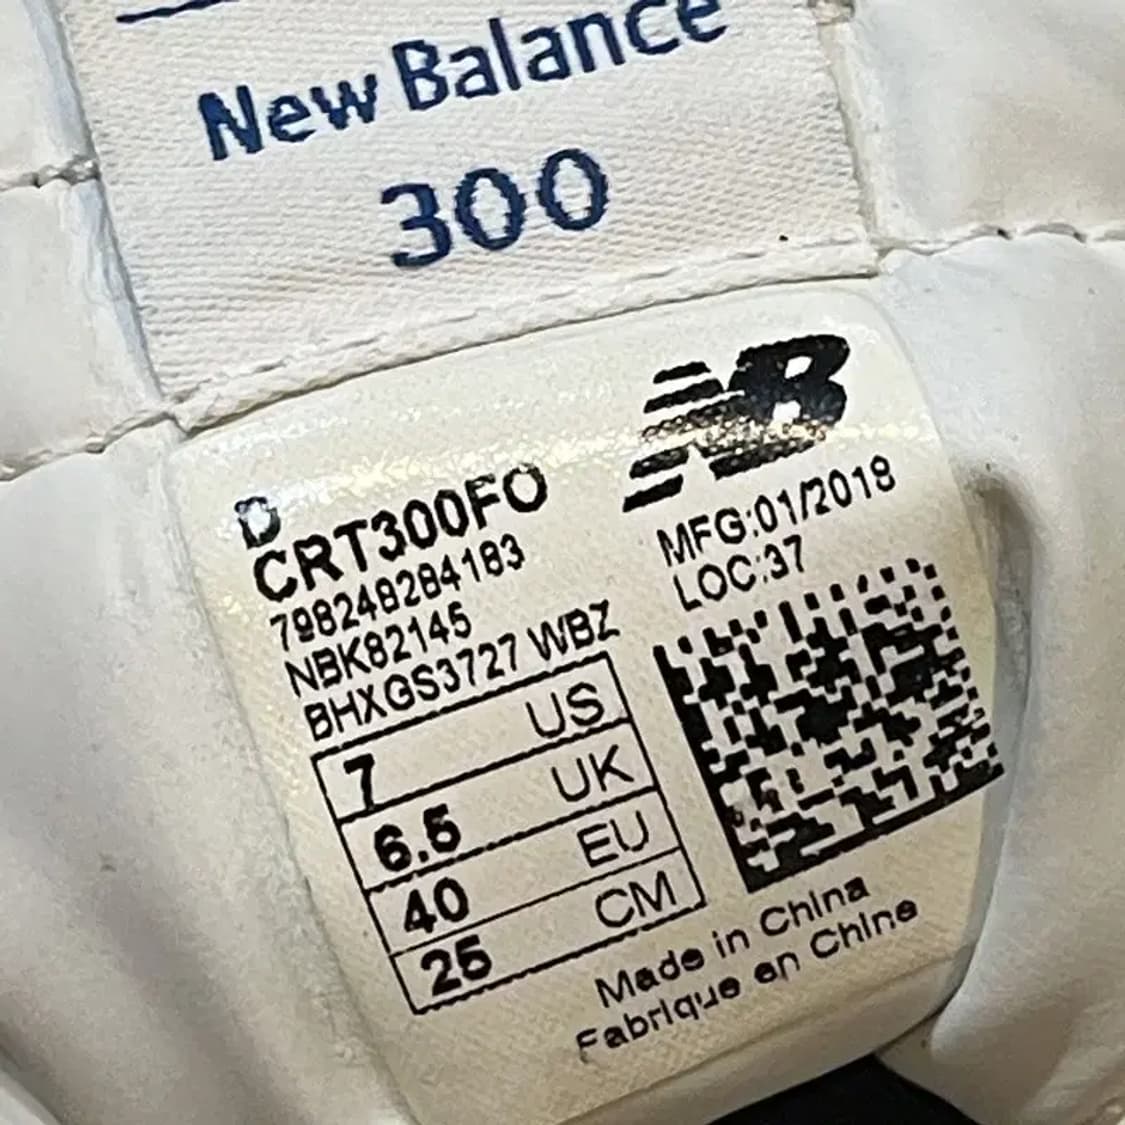 New Balance
300
NB
D
CRT300FO
798248284183
NBK82145
BHXGS3727 WBZ
MFG:01/2018
LOC:37
7 US
6.5 UK
40 EU
25 CM
Made in China
Fabrique en Chine